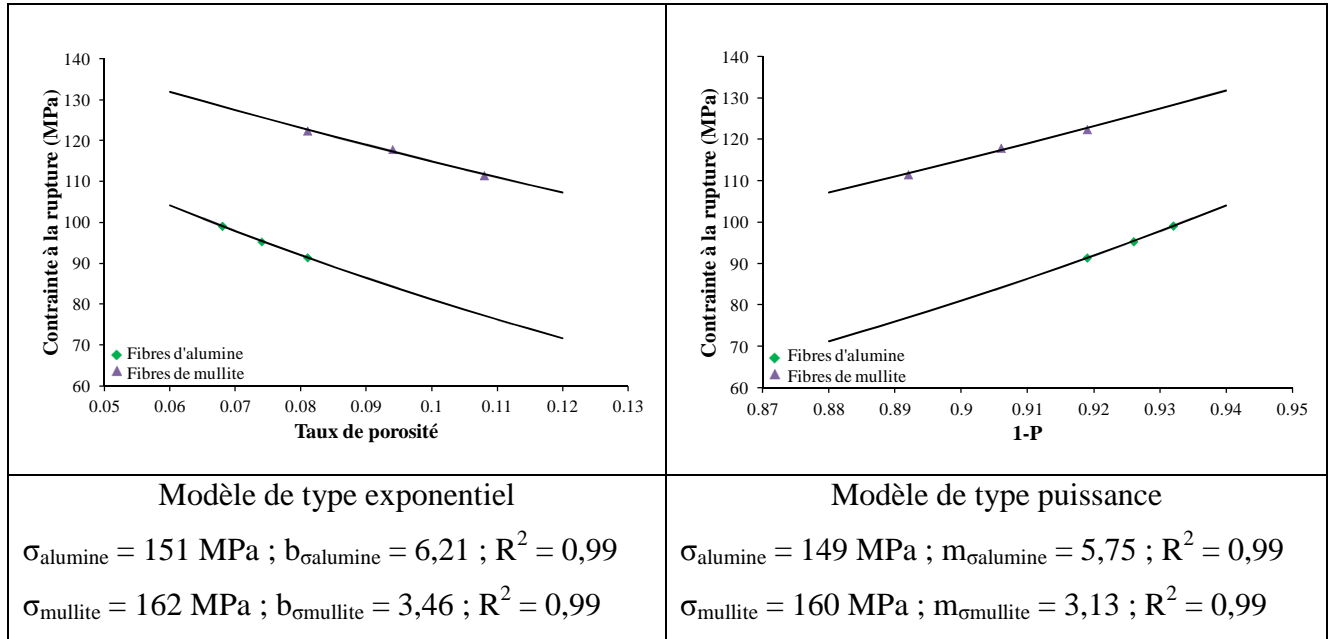 Contrainte à la rupture (MPa)
140
130
120
110
100
90
80
70
60
Fibres d'alumine
Fibres de mullite
0.05 0.06 0.07 0.08 0.09 0.1 0.11 0.12 0.13
Taux de porosité
Contrainte à la rupture (MPa)
140
130
120
110
100
90
80
70
60
Fibres d'alumine
Fibres de mullite
0.87 0.88 0.89 0.9 0.91 0.92 0.93 0.94 0.95
1-P
Modèle de type exponentiel
σalumine = 151 MPa ; bσalumine = 6,21 ; R² = 0,99
σmullite = 162 MPa ; bσmullite = 3,46 ; R² = 0,99
Modèle de type puissance
σalumine = 149 MPa ; mσalumine = 5,75 ; R² = 0,99
σmullite = 160 MPa ; mσmullite = 3,13 ; R² = 0,99